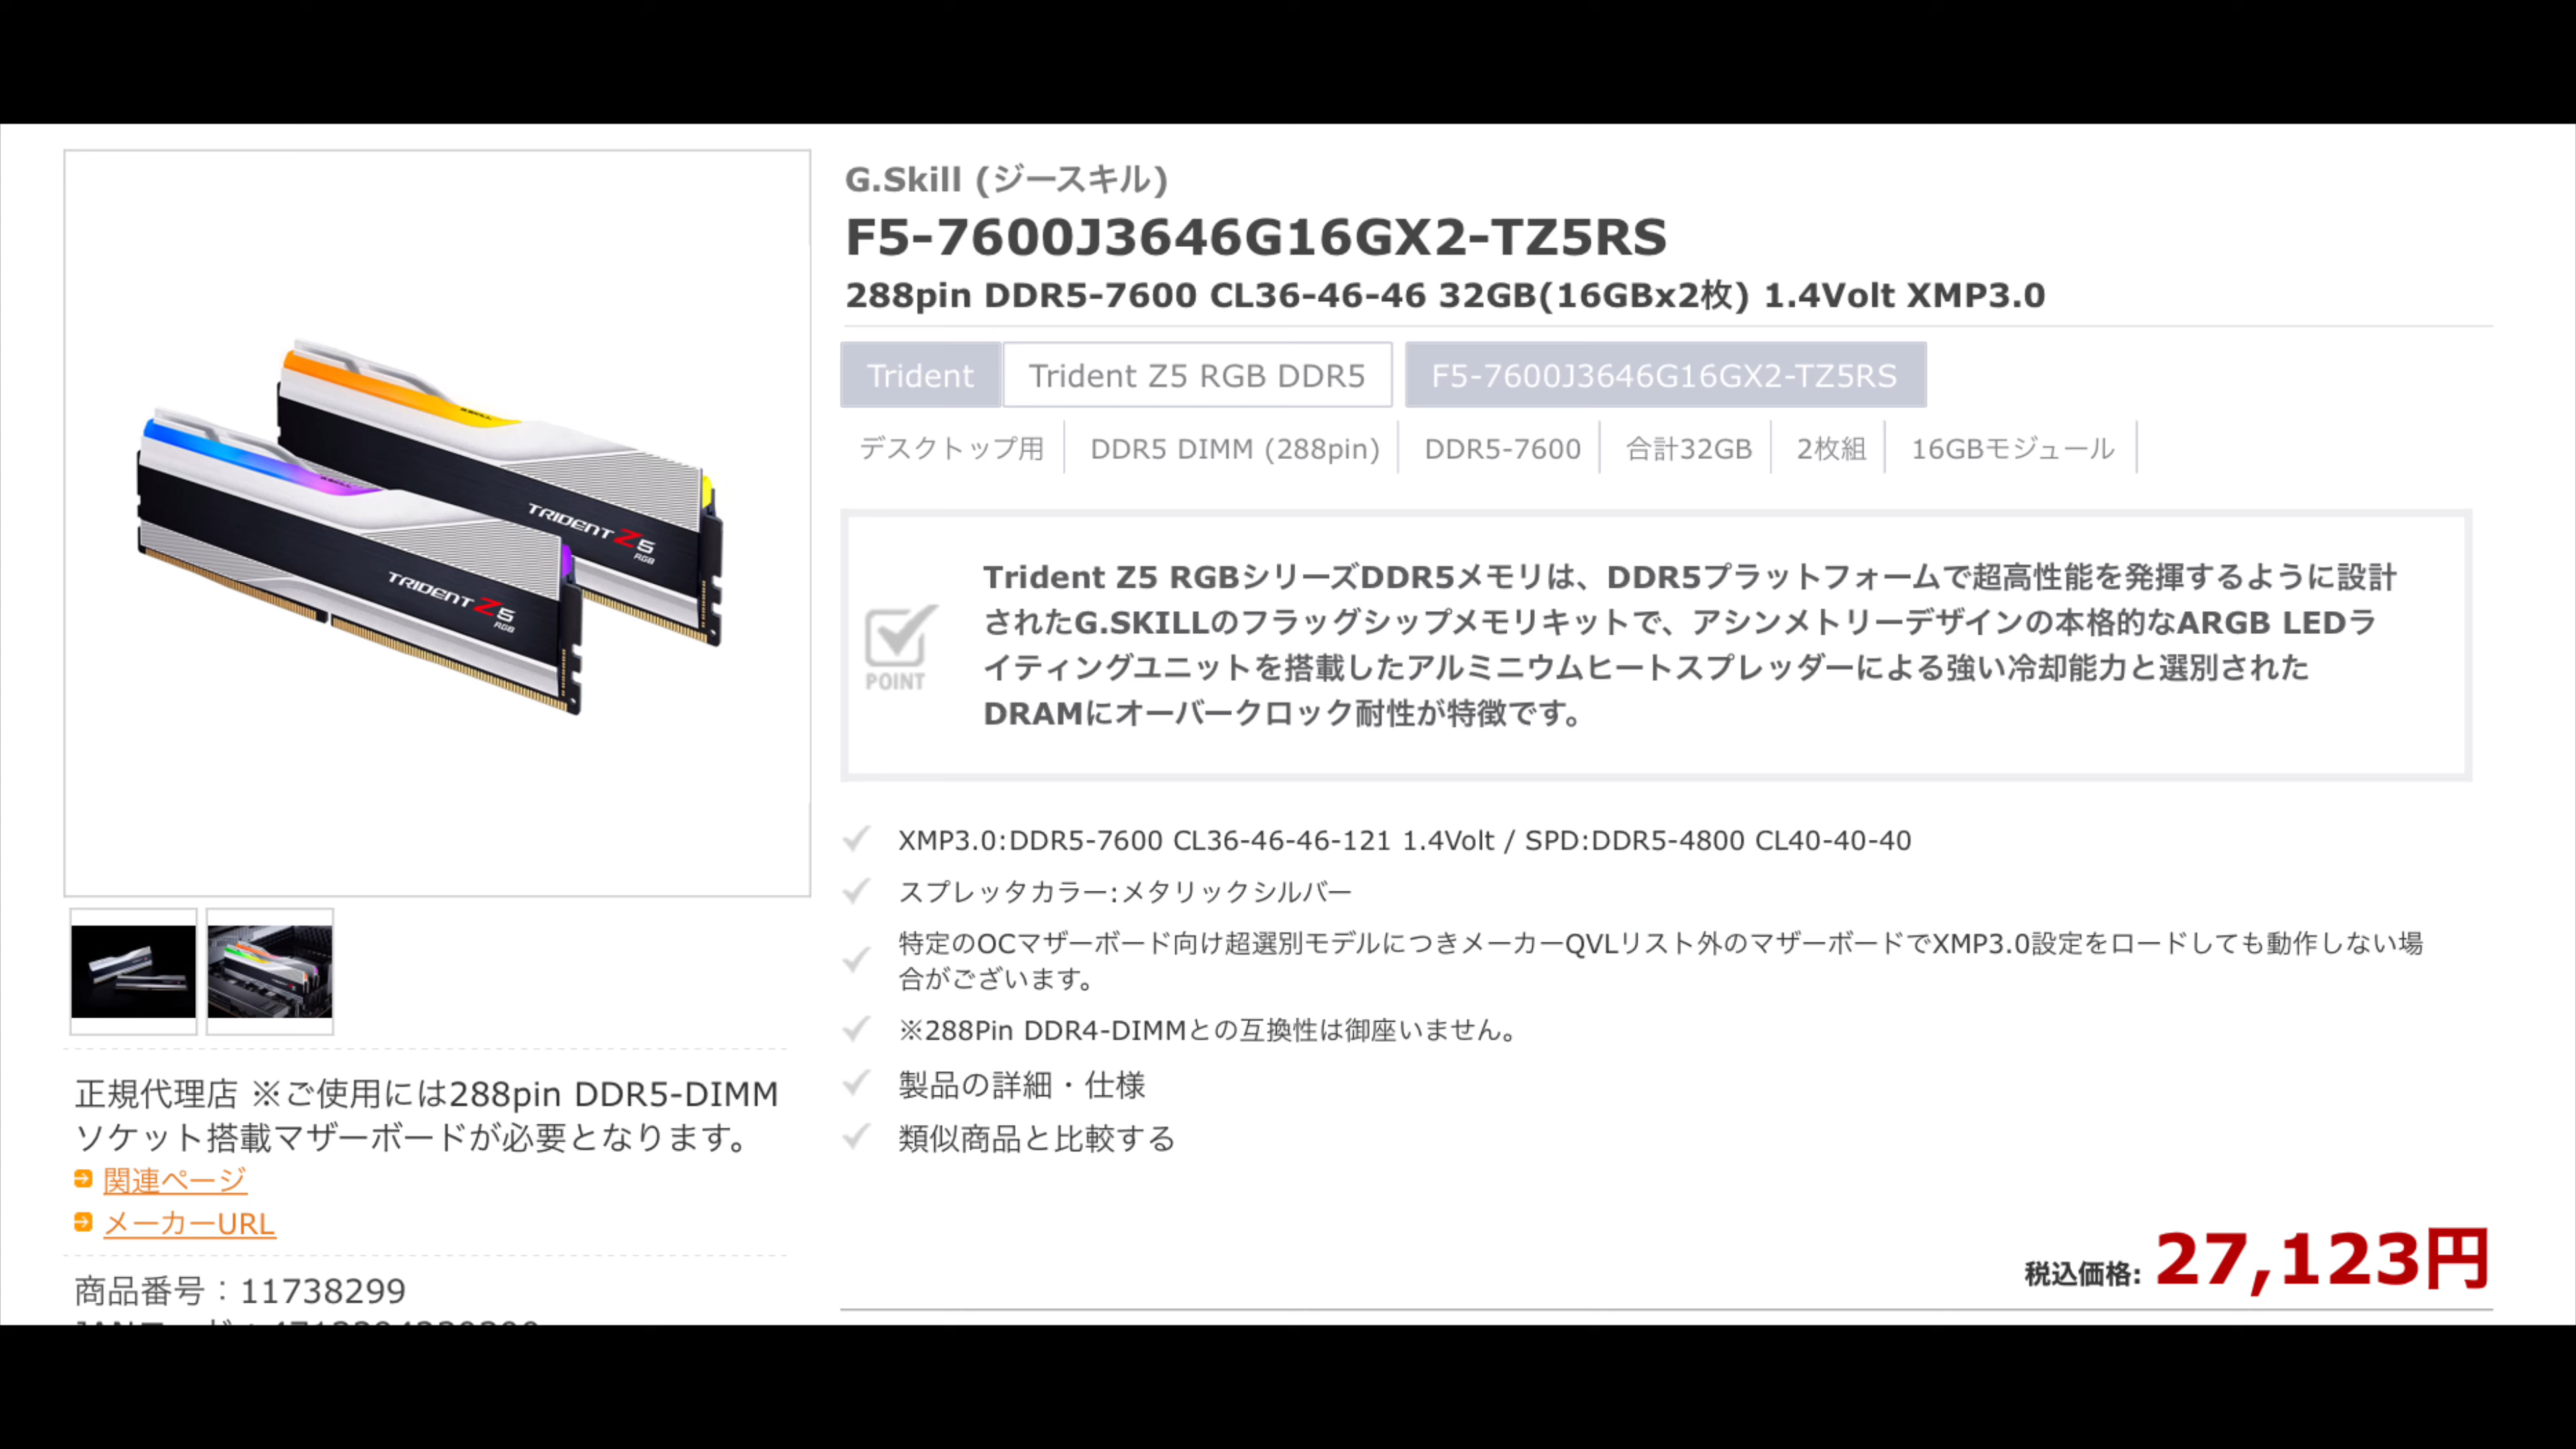 G.Skill (ジースキル)
F5-7600J3646G16GX2-TZ5RS
288pin DDR5-7600 CL36-46-46 32GB(16GBx2枚) 1.4Volt XMP3.0
Trident
Trident Z5 RGB DDR5
F5-7600J3646G16GX2-TZ5RS
デスクトップ用
DDR5 DIMM (288pin)
DDR5-7600
合計32GB
2枚組
16GBモジュール
TRIDENT Z5
RGB
TRIDENT Z5
RGB
POINT
Trident Z5 RGBシリーズDDR5メモリは、DDR5プラットフォームで超高性能を発揮するように設計
されたG.SKILLのフラッグシップメモリキットで、アシンメトリーデザインの本格的なARGB LEDラ
イティングユニットを搭載したアルミニウムヒートスプレッダーによる強い冷却能力と選別された
DRAMにオーバークロック耐性が特徴です。
XMP3.0:DDR5-7600 CL36-46-46-121 1.4Volt / SPD:DDR5-4800 CL40-40-40
スプレッタカラー:メタリックシルバー
特定のOCマザーボード向け超選別モデルにつきメーカーQVLリスト外のマザーボードでXMP3.0設定をロードしても動作しない場
合がございます。
※288Pin DDR4-DIMMとの互換性は御座いません。
製品の詳細・仕様
類似商品と比較する
正規代理店 ※ご使用には288pin DDR5-DIMM
ソケット搭載マザーボードが必要となります。
関連ページ
メーカーURL
商品番号：11738299
税込価格: 27,123円